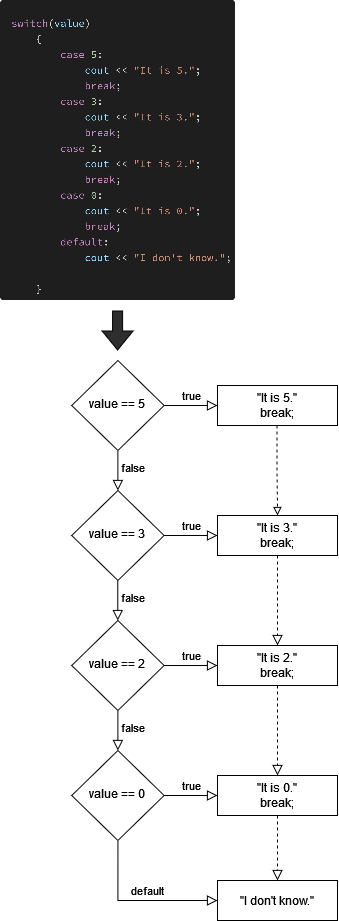 switch(value)
{
case 5:
cout << "It is 5.";
break;
case 3:
cout << "It is 3.";
break;
case 2:
cout << "It is 2.";
break;
case 0:
cout << "It is 0.";
break;
default:
cout << "I don't know.";
}
value == 5
true
"It is 5."
break;
false
value == 3
true
"It is 3."
break;
false
value == 2
true
"It is 2."
break;
false
value == 0
true
"It is 0."
break;
default
"I don't know."